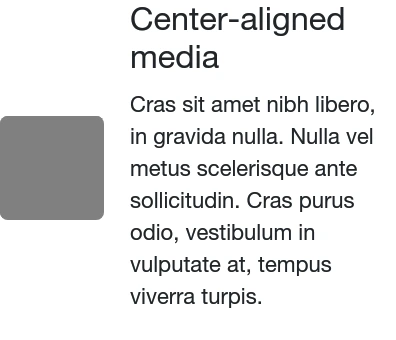 Center-aligned
media
Cras sit amet nibh libero,
in gravida nulla. Nulla vel
metus scelerisque ante
sollicitudin. Cras purus
odio, vestibulum in
vulputate at, tempus
viverra turpis.